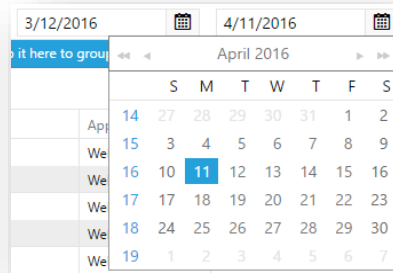 3/12/2016 4/11/2016
it here to group
April 2016
S M T W T F S
14 27 28 29 30 31 1 2
15 3 4 5 6 7 8 9
16 10 11 12 13 14 15 16
17 17 18 19 20 21 22 23
18 24 25 26 27 28 29 30
19 1 2 3 4 5 6 7
App
We
We
We
We
We